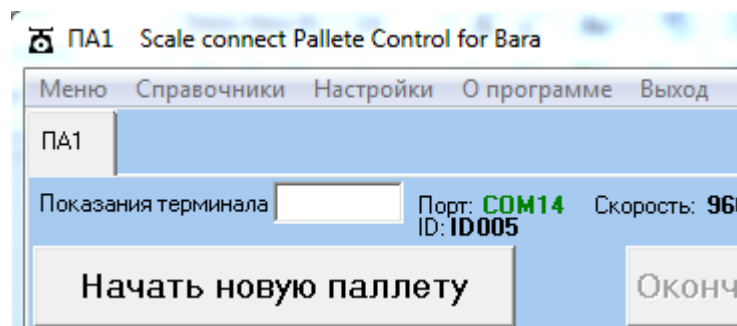 ПА1 Scale connect Pallete Control for Bara
Меню Справочники Настройки О программе Выход
ПА1
Показания терминала Порт: COM14 Скорость:
ID: ID005
Начать новую паллету